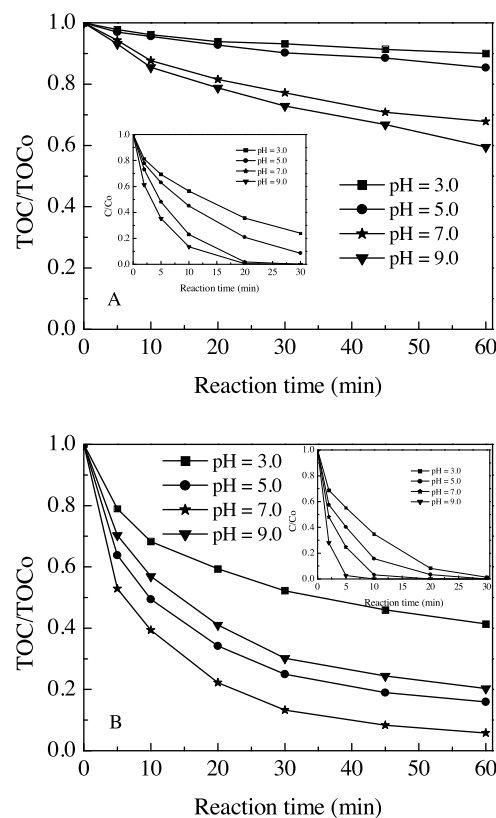 1.0
0.8
0.6
0.4
0.2
0.0
TOC/TOCo
1.0
0.8
0.6
0.4
0.2
0.0
C/Co
pH = 3.0
pH = 5.0
pH = 7.0
pH = 9.0
0 5 10 15 20 25 30
Reaction time (min)
pH = 3.0
pH = 5.0
pH = 7.0
pH = 9.0
A
0 10 20 30 40 50 60
Reaction time (min)
1.0
0.8
0.6
0.4
0.2
0.0
TOC/TOCo
pH = 3.0
pH = 5.0
pH = 7.0
pH = 9.0
1.0
0.8
0.6
0.4
0.2
0.0
C/Co
pH = 3.0
pH = 5.0
pH = 7.0
pH = 9.0
0 5 10 15 20 25 30
Reaction time (min)
B
0 10 20 30 40 50 60
Reaction time (min)